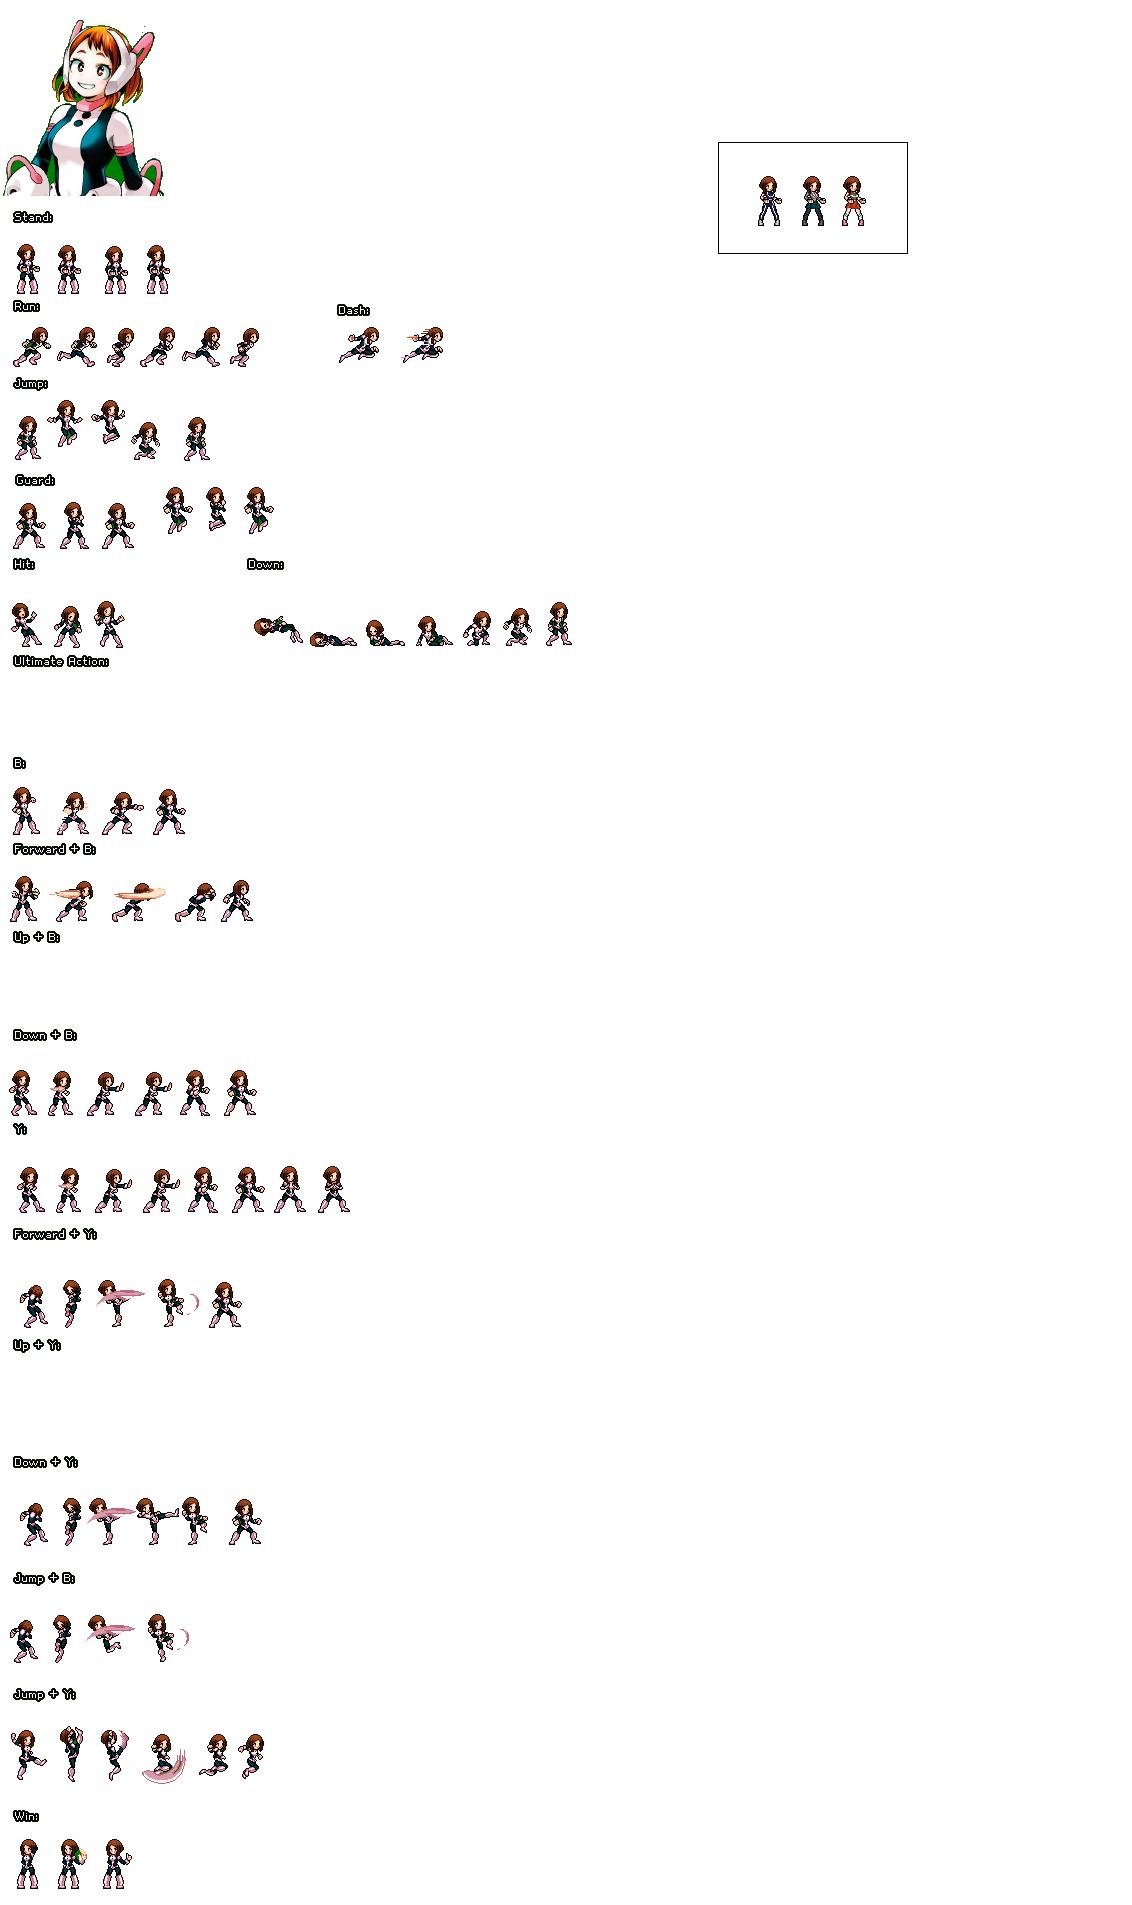 Stand:
Run:
Dash:
Jump:
Guard:
Hit:
Down:
Ultimate Action:
B:
Forward + B:
Up + B:
Down + B:
Y:
Forward + Y:
Up + Y:
Down + Y:
Jump + B:
Jump + Y:
Win: